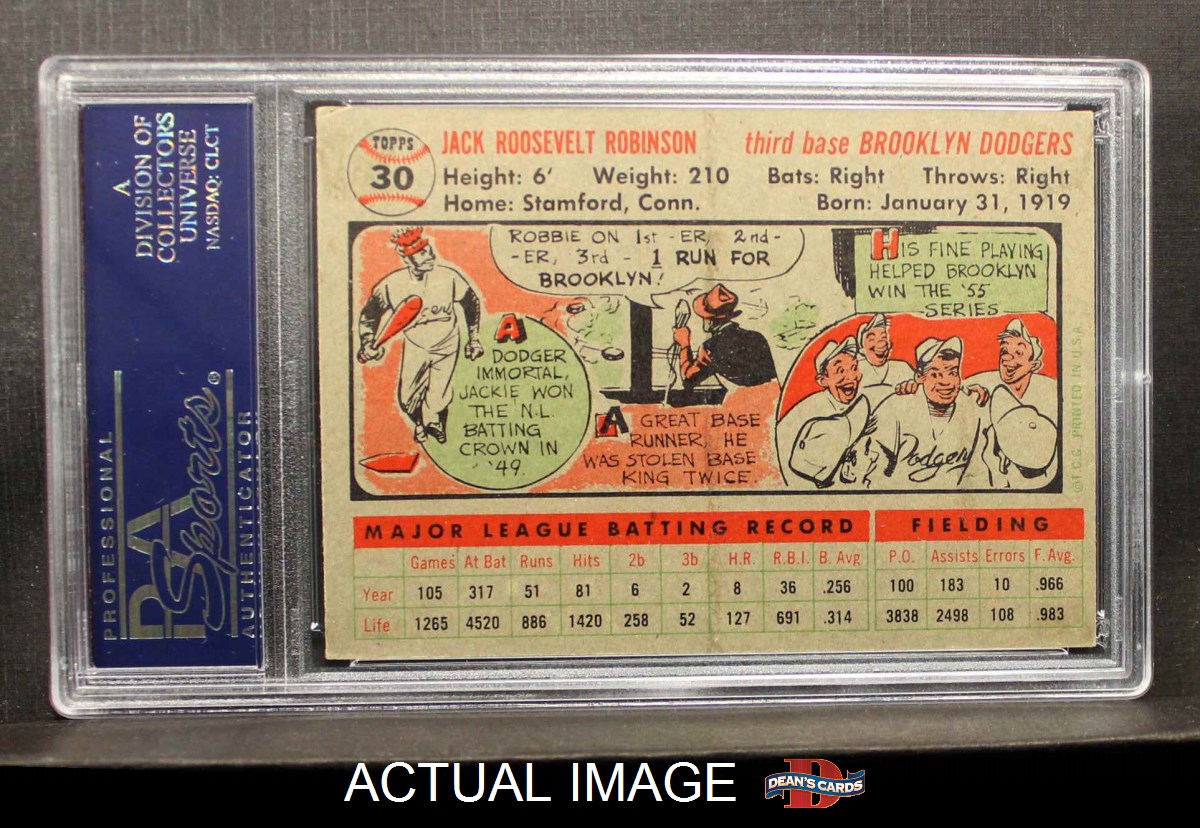 A
DIVISION OF
COLLECTORS
UNIVERSE
NASDAQ: CLCT
PROFESSIONAL
PSA
Sports®
AUTHENTICATOR
TOPPS
30
JACK ROOSEVELT ROBINSON third base BROOKLYN DODGERS
Height: 6' Weight: 210 Bats: Right Throws: Right
Home: Stamford, Conn. Born: January 31, 1919
ROBBIE ON 1st -ER, 2nd -
-ER, 3rd - 1 RUN FOR
BROOKLYN!
HIS FINE PLAYING
HELPED BROOKLYN
WIN THE '55
SERIES
A
DODGER
IMMORTAL,
JACKIE WON
THE N.L.
BATTING
CROWN IN
'49.
A GREAT BASE
RUNNER, HE
WAS STOLEN BASE
KING TWICE.
Dodgers
©T.C.G. PRINTED IN U.S.A.
MAJOR LEAGUE BATTING RECORD FIELDING
Games At Bat Runs Hits 2b 3b H.R. R.B.I. B. Avg P.O. Assists Errors F. Avg.
Year 105 317 51 81 6 2 8 36 .256 100 183 10 .966
Life 1265 4520 886 1420 258 52 127 691 .314 3838 2498 108 .983
ACTUAL IMAGE
DEAN'S CARDS